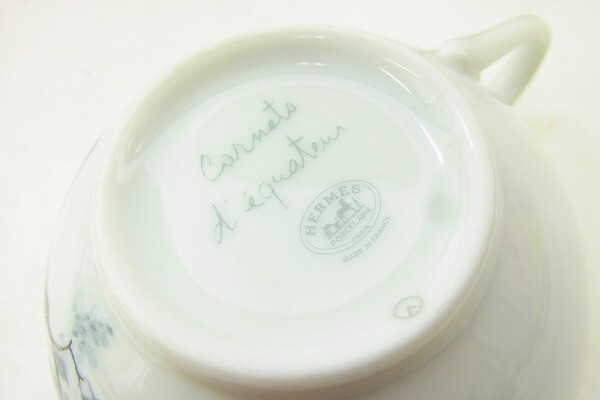 Carnets
d'équateur
HERMÈS
PORCELAINE
PARIS
MADE IN FRANCE